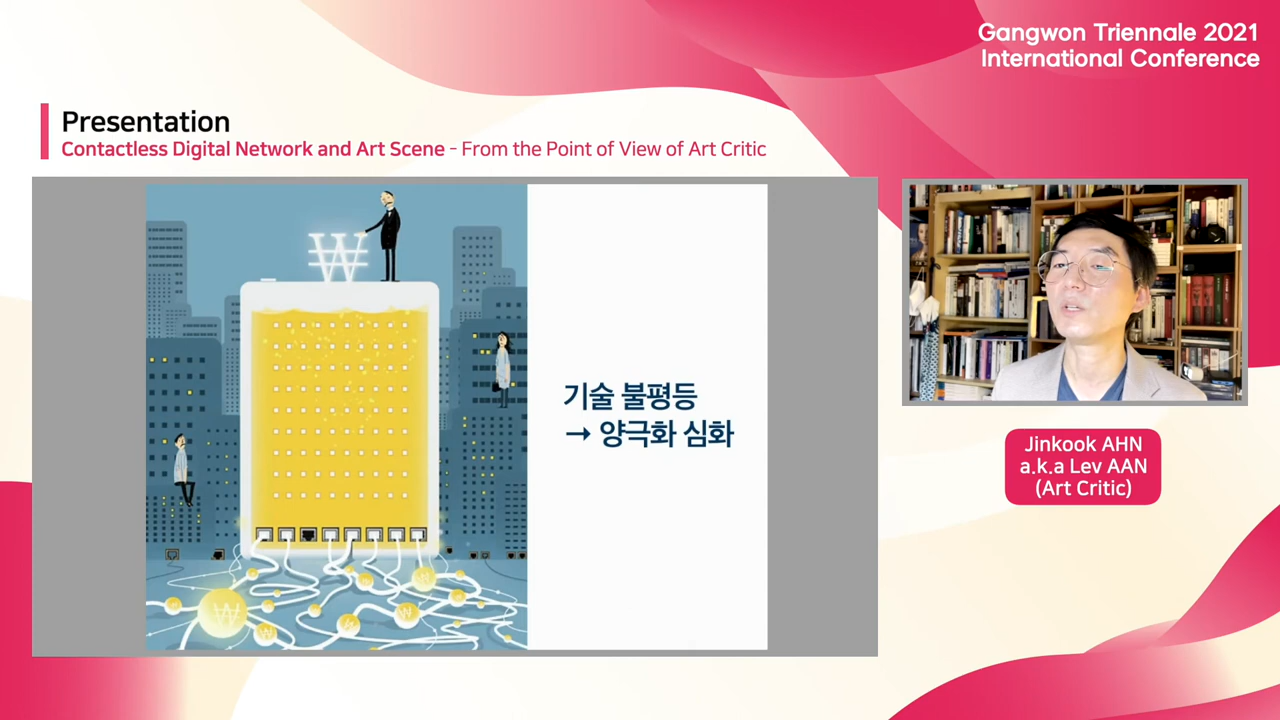 Gangwon Triennale 2021
International Conference
Presentation
Contactless Digital Network and Art Scene - From the Point of View of Art Critic
₩
기술 불평등
→ 양극화 심화
₩
₩
₩
₩
Jinkook AHN
a.k.a Lev AAN
(Art Critic)